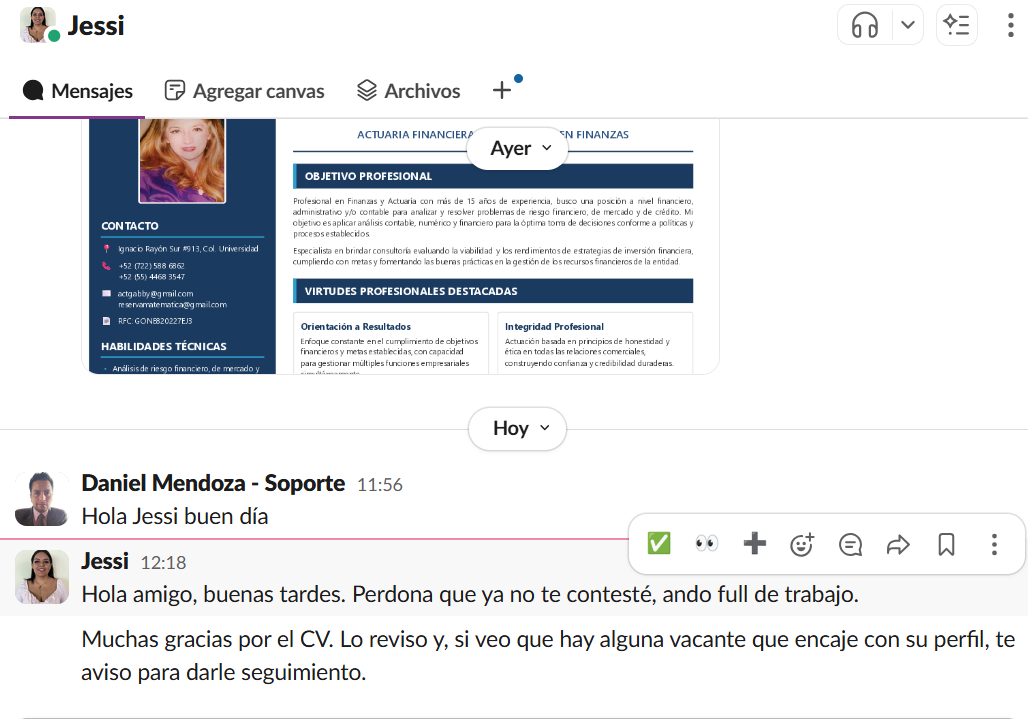 Jessi
Mensajes
Agregar canvas
Archivos
ACTUARIA FINANCIERA
EN FINANZAS
Ayer
OBJETIVO PROFESIONAL
Profesional en Finanzas y Actuaria con más de 15 años de experiencia, busco una posición a nivel financiero,
administrativo y/o contable para analizar y resolver problemas de riesgo financiero, de mercado y de crédito. Mi
objetivo es aplicar análisis contable, numérico y financiero para la óptima toma de decisiones conforme a políticas y
procesos establecidos.
Especialista en brindar consultoría evaluando la viabilidad y los rendimientos de estrategias de inversión financiera,
cumpliendo con metas y fomentando las buenas prácticas en la gestión de los recursos financieros de la entidad.
VIRTUDES PROFESIONALES DESTACADAS
Orientación a Resultados
Enfoque constante en el cumplimiento de objetivos
financieros y metas establecidas, con capacidad
para gestionar múltiples funciones empresariales
Integridad Profesional
Actuación basada en principios de honestidad y
ética en todas las relaciones comerciales,
construyendo confianza y credibilidad duraderas.
CONTACTO
Ignacio Rayón Sur #913, Col. Universidad
+52 (722) 588 6862
+52 (55) 4468 3547
actgabby@gmail.com
reservamatematica@gmail.com
RFC: GONE820227EJ3
HABILIDADES TÉCNICAS
Análisis de riesgo financiero, de mercado y
Hoy
Daniel Mendoza - Soporte 11:56
Hola Jessi buen día
Jessi 12:18
Hola amigo, buenas tardes. Perdona que ya no te contesté, ando full de trabajo.
Muchas gracias por el CV. Lo reviso y, si veo que hay alguna vacante que encaje con su perfil, te
aviso para darle seguimiento.